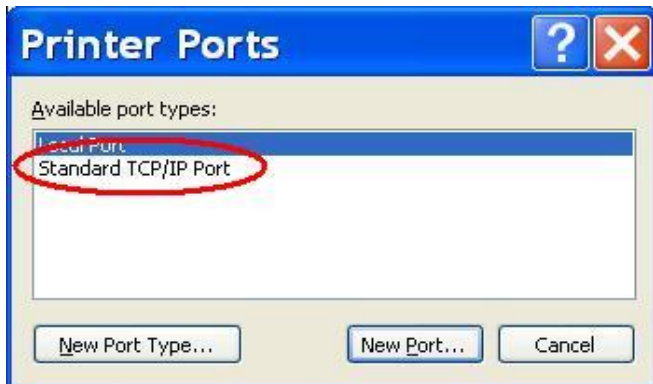 Printer Ports
Available port types:
Local Port
Standard TCP/IP Port
New Port Type...
New Port...
Cancel